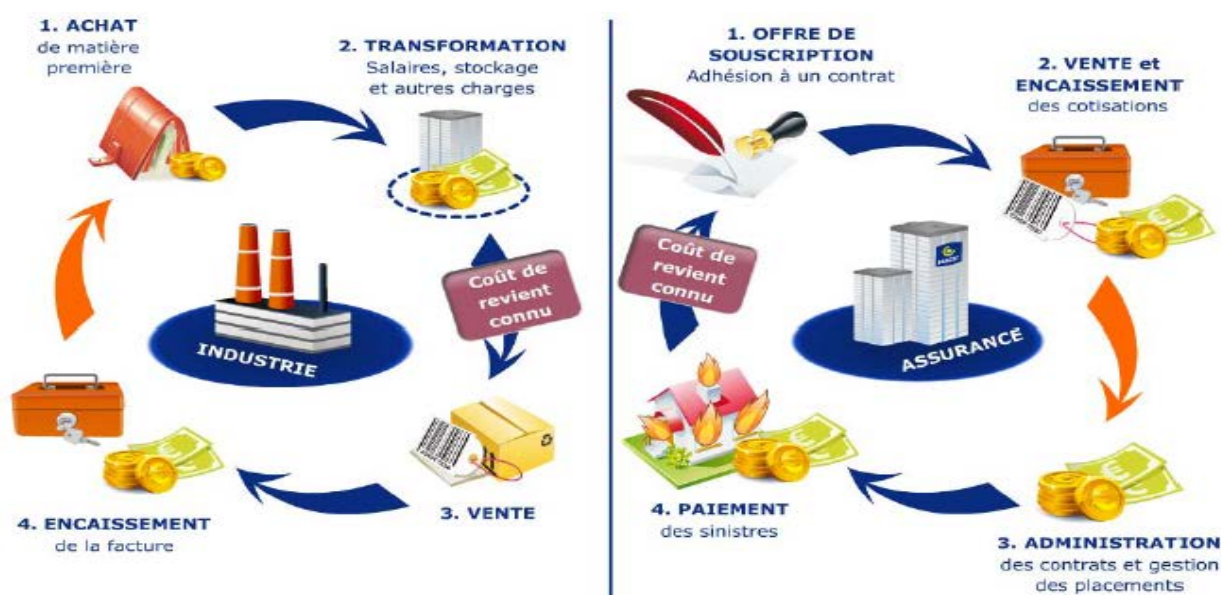 1. ACHAT
de matière
première
2. TRANSFORMATION
Salaires, stockage
et autres charges
Coût de
revient
connu
INDUSTRIE
3. VENTE
4. ENCAISSEMENT
de la facture
1. OFFRE DE
SOUSCRIPTION
Adhésion à un contrat
2. VENTE et
ENCAISSEMENT
des cotisations
Coût de
revient
connu
ASSURANCE
4. PAIEMENT
des sinistres
3. ADMINISTRATION
des contrats et gestion
des placements